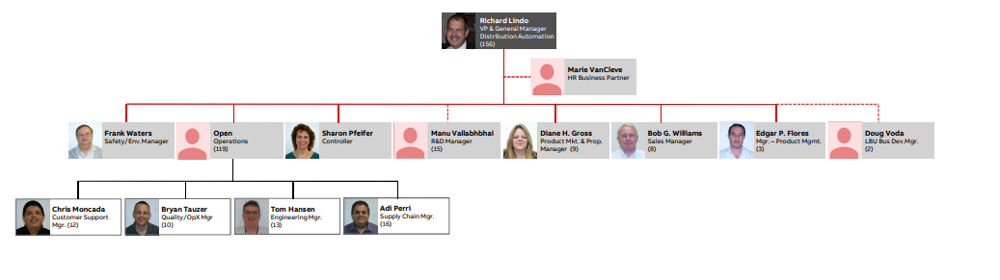 Richard Lindo
VP & General Manager
Distribution Automation
(156)
Marie VanCleve
HR Business Partner
Frank Waters
Safety/Env.Manager
Open
Operations
(119)
Sharon Pfeifer
Controller
Manu Vallabhbhai
R&D Manager
(15)
Diane H. Gross
Product Mkt. & Prop.
Manager (9)
Bob G. Williams
Sales Manager
(8)
Edgar P. Flores
Mgr. – Product Mgmt.
(3)
Doug Voda
LBU Bus Dev.Mgr.
(2)
Chris Moncada
Customer Support
Mgr. (12)
Bryan Tauzer
Quality/OpX Mgr
(10)
Tom Hansen
Engineering Mgr.
(13)
Adi Perri
Supply Chain Mgr.
(16)